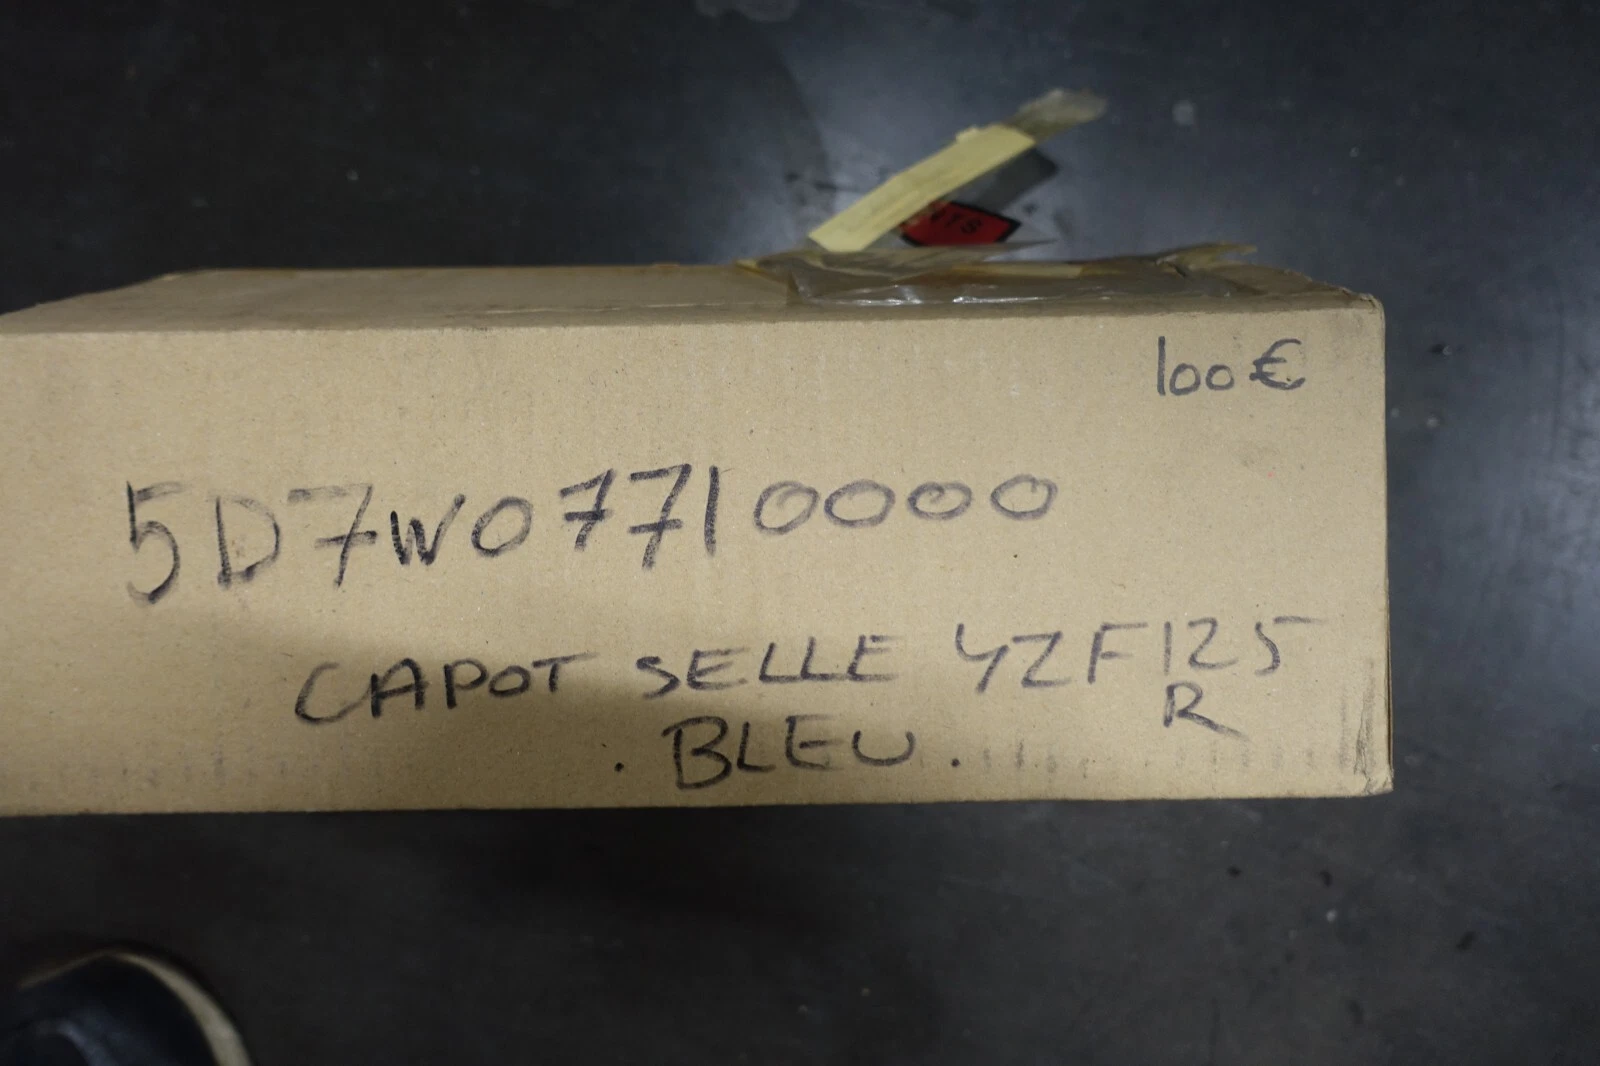 100€
5D7W07710000
CAPOT SELLE YZF125
R
. BLEU .